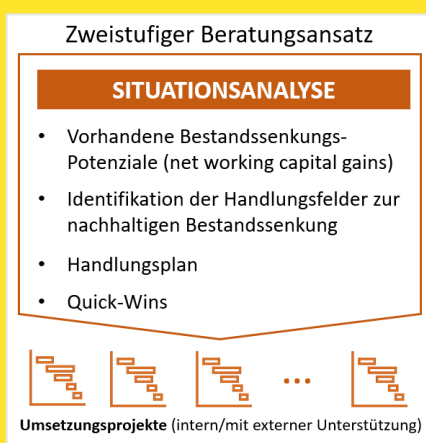 Zweistufiger Beratungsansatz
SITUATIONSANALYSE
• Vorhandene Bestandssenkungs-
Potenziale (net working capital gains)
• Identifikation der Handlungsfelder zur
nachhaltigen Bestandssenkung
• Handlungsplan
• Quick-Wins
...
Umsetzungsprojekte (intern/mit externer Unterstützung)